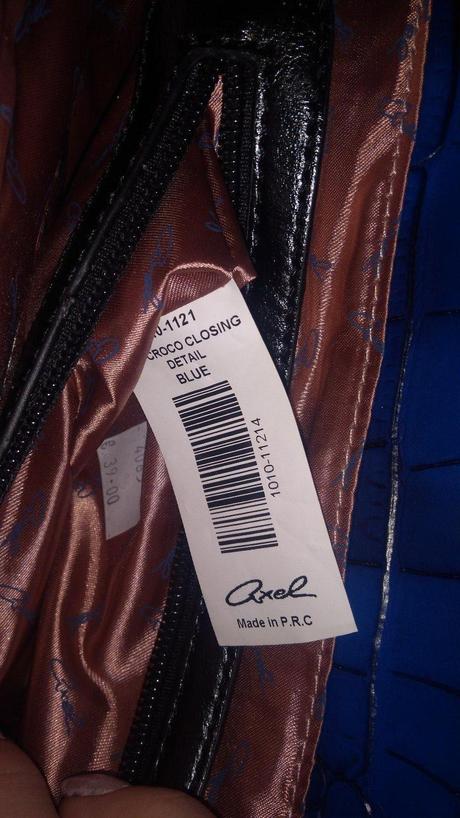 0-1121
CROCO CLOSING
DETAIL
BLUE
1010-11214
Axel
Made in P.R.C
€ 39.00